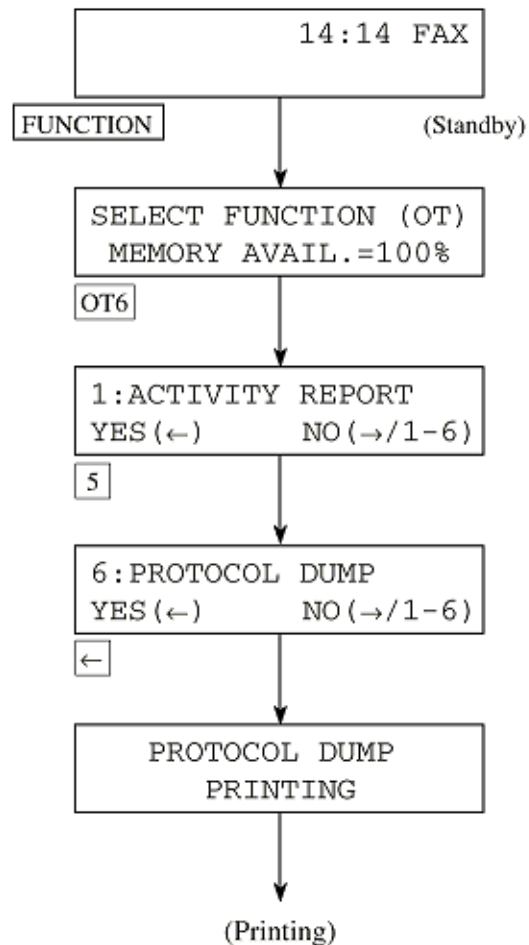 14:14 FAX
FUNCTION (Standby)
SELECT FUNCTION (OT)
MEMORY AVAIL.=100%
OT6
1:ACTIVITY REPORT
YES(←) NO(→/1-6)
5
6:PROTOCOL DUMP
YES(←) NO(→/1-6)
←
PROTOCOL DUMP
PRINTING
(Printing)